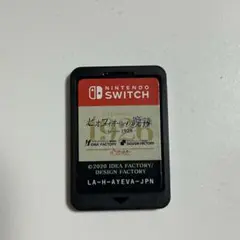 NINTENDO
SWITCH
ピオフィオーレの晩鐘
1926
IDEA FACTORY
DESIGN FACTORY
©2020 IDEA FACTORY/
DESIGN FACTORY
LA-H-AYEVA-JPN